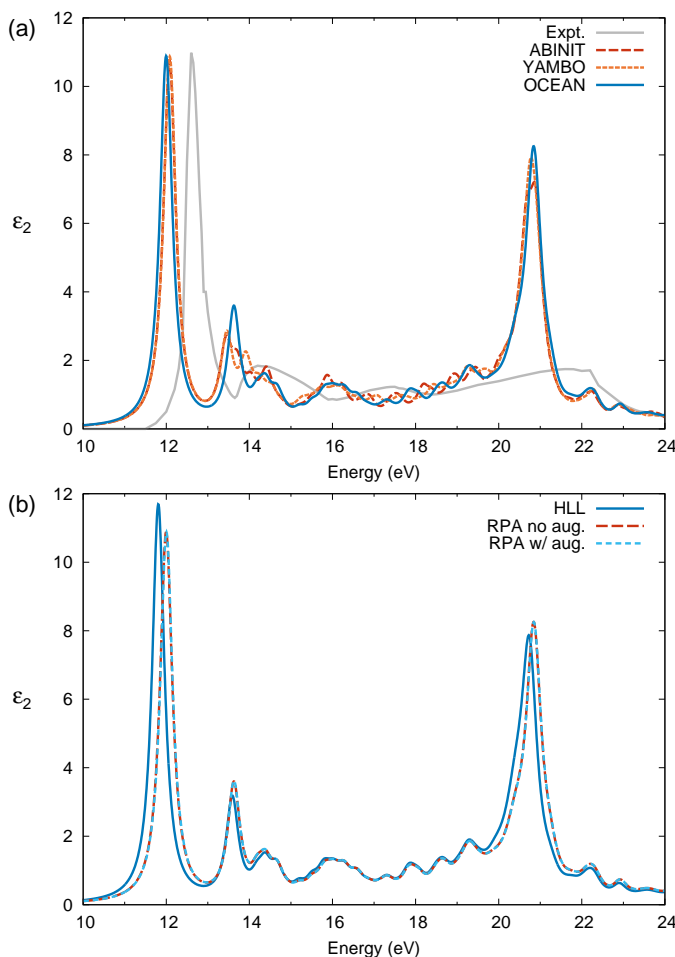 (a)
12
10
8
6
4
2
0
ε2
Expt.
ABINIT
YAMBO
OCEAN
10 12 14 16 18 20 22 24
Energy (eV)
(b)
12
10
8
6
4
2
0
ε2
HLL
RPA no aug.
RPA w/ aug.
10 12 14 16 18 20 22 24
Energy (eV)